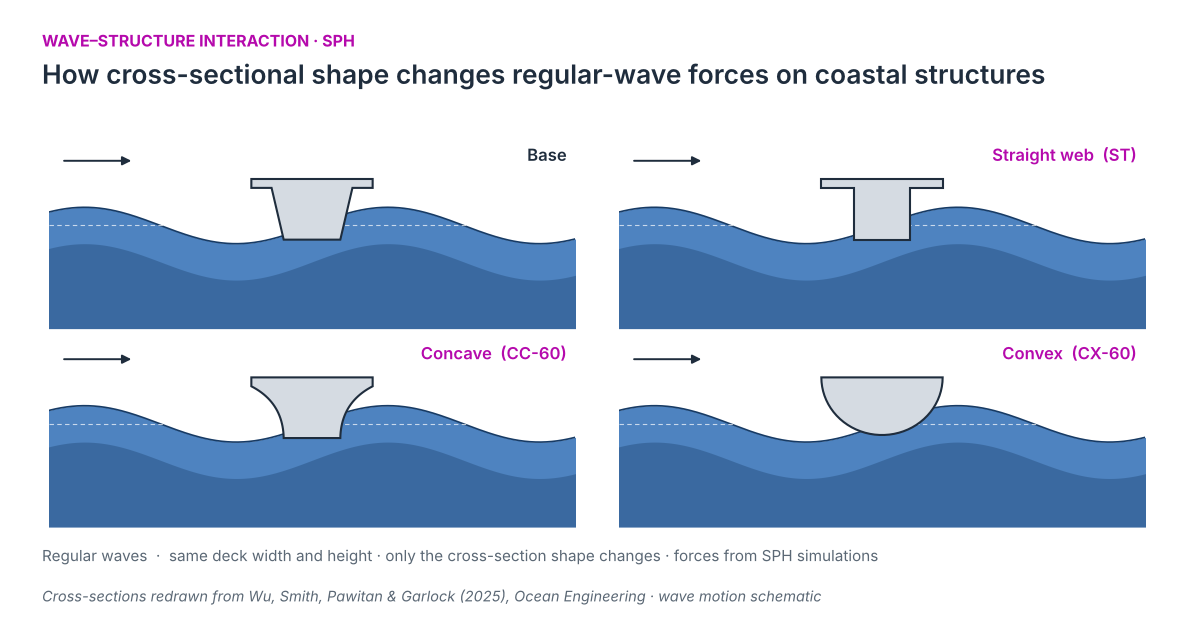 WAVE–STRUCTURE INTERACTION · SPH
How cross-sectional shape changes regular-wave forces on coastal structures
Base
Straight web (ST)
Concave (CC-60)
Convex (CX-60)
Regular waves · same deck width and height · only the cross-section shape changes · forces from SPH simulations
Cross-sections redrawn from Wu, Smith, Pawitan & Garlock (2025), Ocean Engineering · wave motion schematic